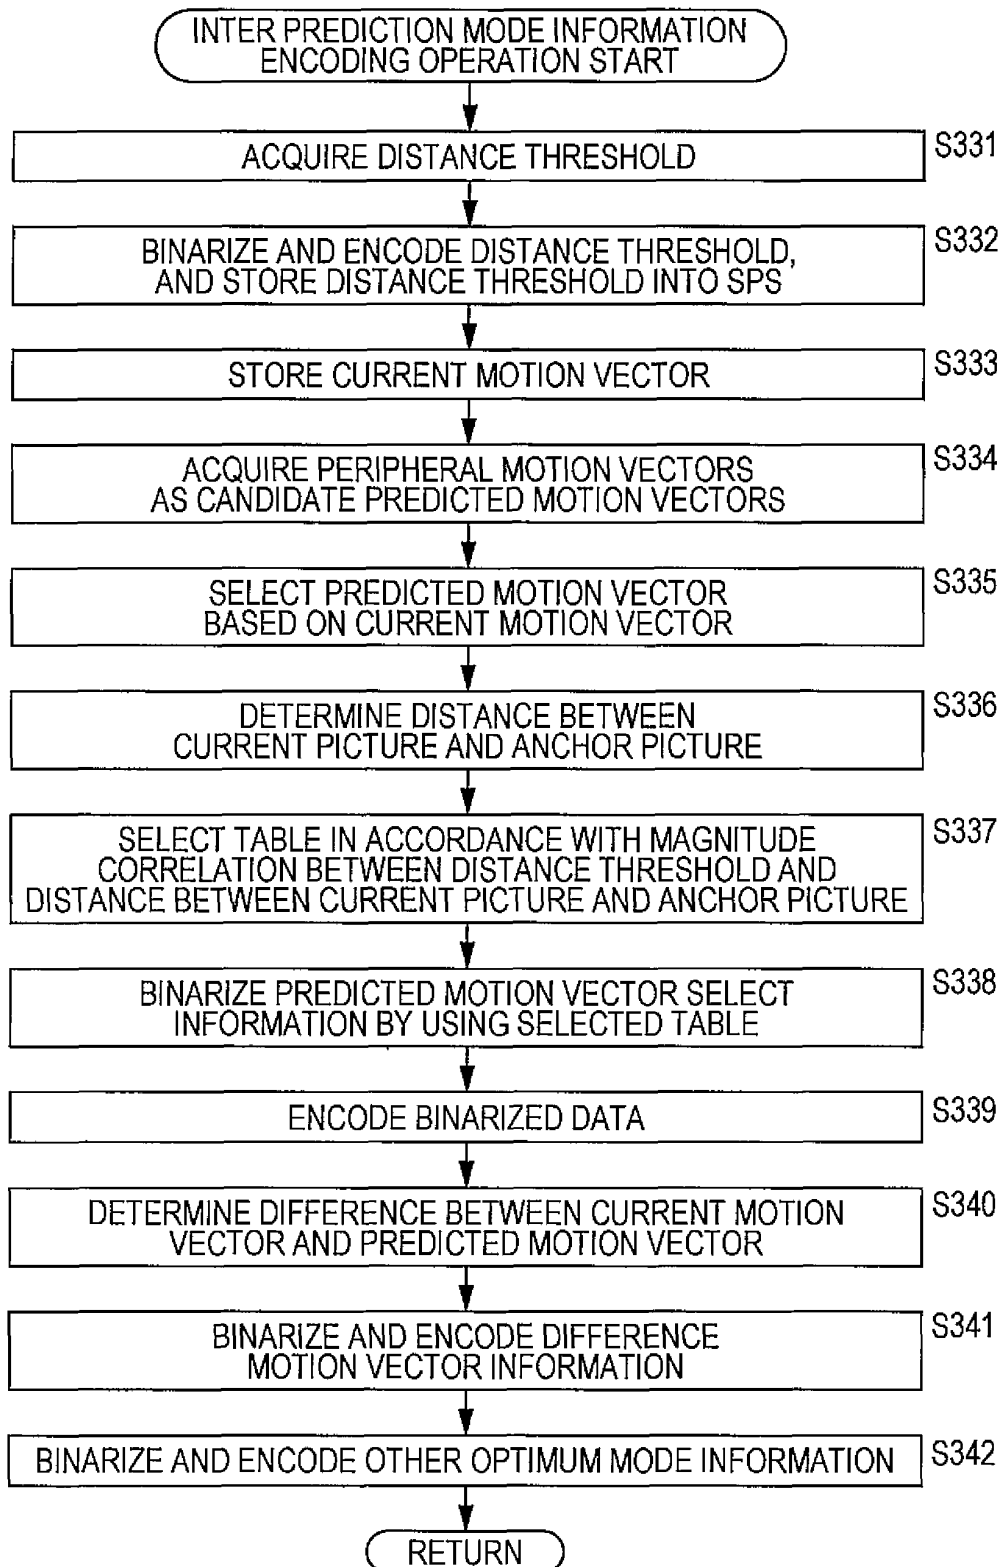 INTER PREDICTION MODE INFORMATION
ENCODING OPERATION START
ACQUIRE DISTANCE THRESHOLD
S331
BINARIZE AND ENCODE DISTANCE THRESHOLD,
AND STORE DISTANCE THRESHOLD INTO SPS
S332
STORE CURRENT MOTION VECTOR
S333
ACQUIRE PERIPHERAL MOTION VECTORS
AS CANDIDATE PREDICTED MOTION VECTORS
S334
SELECT PREDICTED MOTION VECTOR
BASED ON CURRENT MOTION VECTOR
S335
DETERMINE DISTANCE BETWEEN
CURRENT PICTURE AND ANCHOR PICTURE
S336
SELECT TABLE IN ACCORDANCE WITH MAGNITUDE
CORRELATION BETWEEN DISTANCE THRESHOLD AND
DISTANCE BETWEEN CURRENT PICTURE AND ANCHOR PICTURE
S337
BINARIZE PREDICTED MOTION VECTOR SELECT
INFORMATION BY USING SELECTED TABLE
S338
ENCODE BINARIZED DATA
S339
DETERMINE DIFFERENCE BETWEEN CURRENT MOTION
VECTOR AND PREDICTED MOTION VECTOR
S340
BINARIZE AND ENCODE DIFFERENCE
MOTION VECTOR INFORMATION
S341
BINARIZE AND ENCODE OTHER OPTIMUM MODE INFORMATION
S342
RETURN